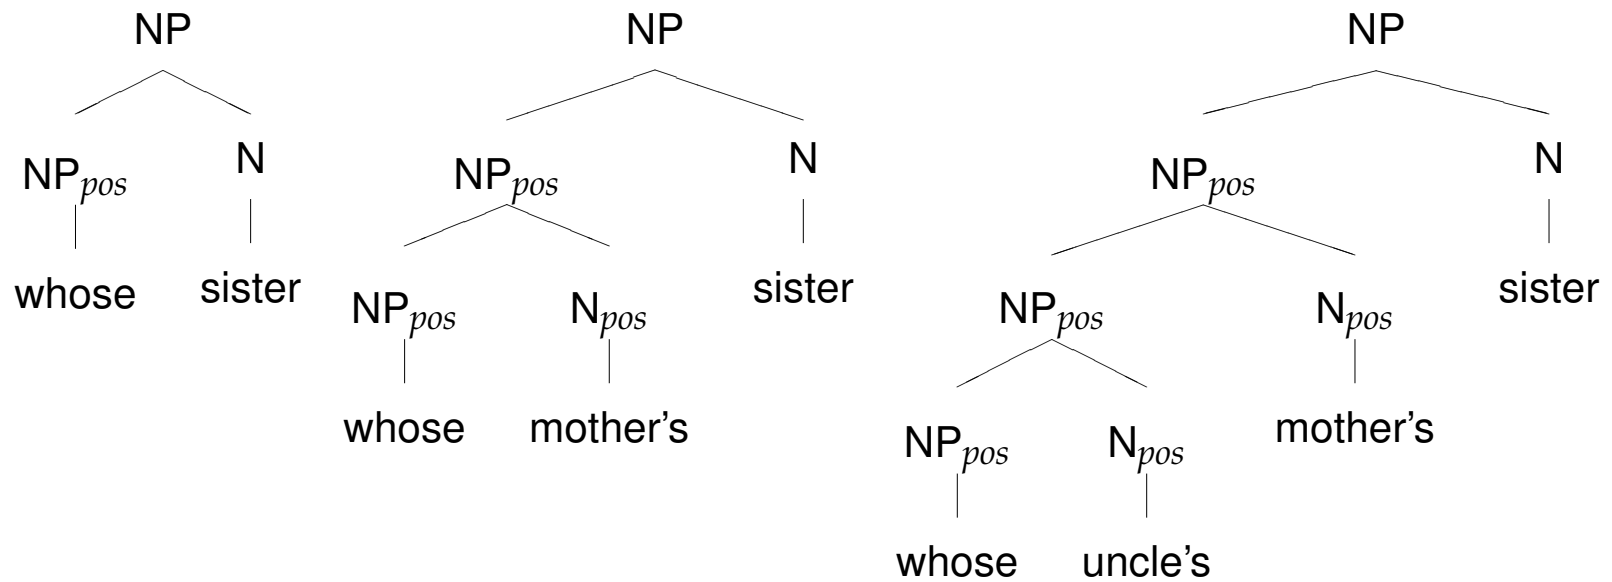 NP NP NP
NPpos N NPpos N NPpos N
whose sister NPpos Npos sister NPpos Npos sister
whose mother's NPpos Npos mother's
whose uncle's